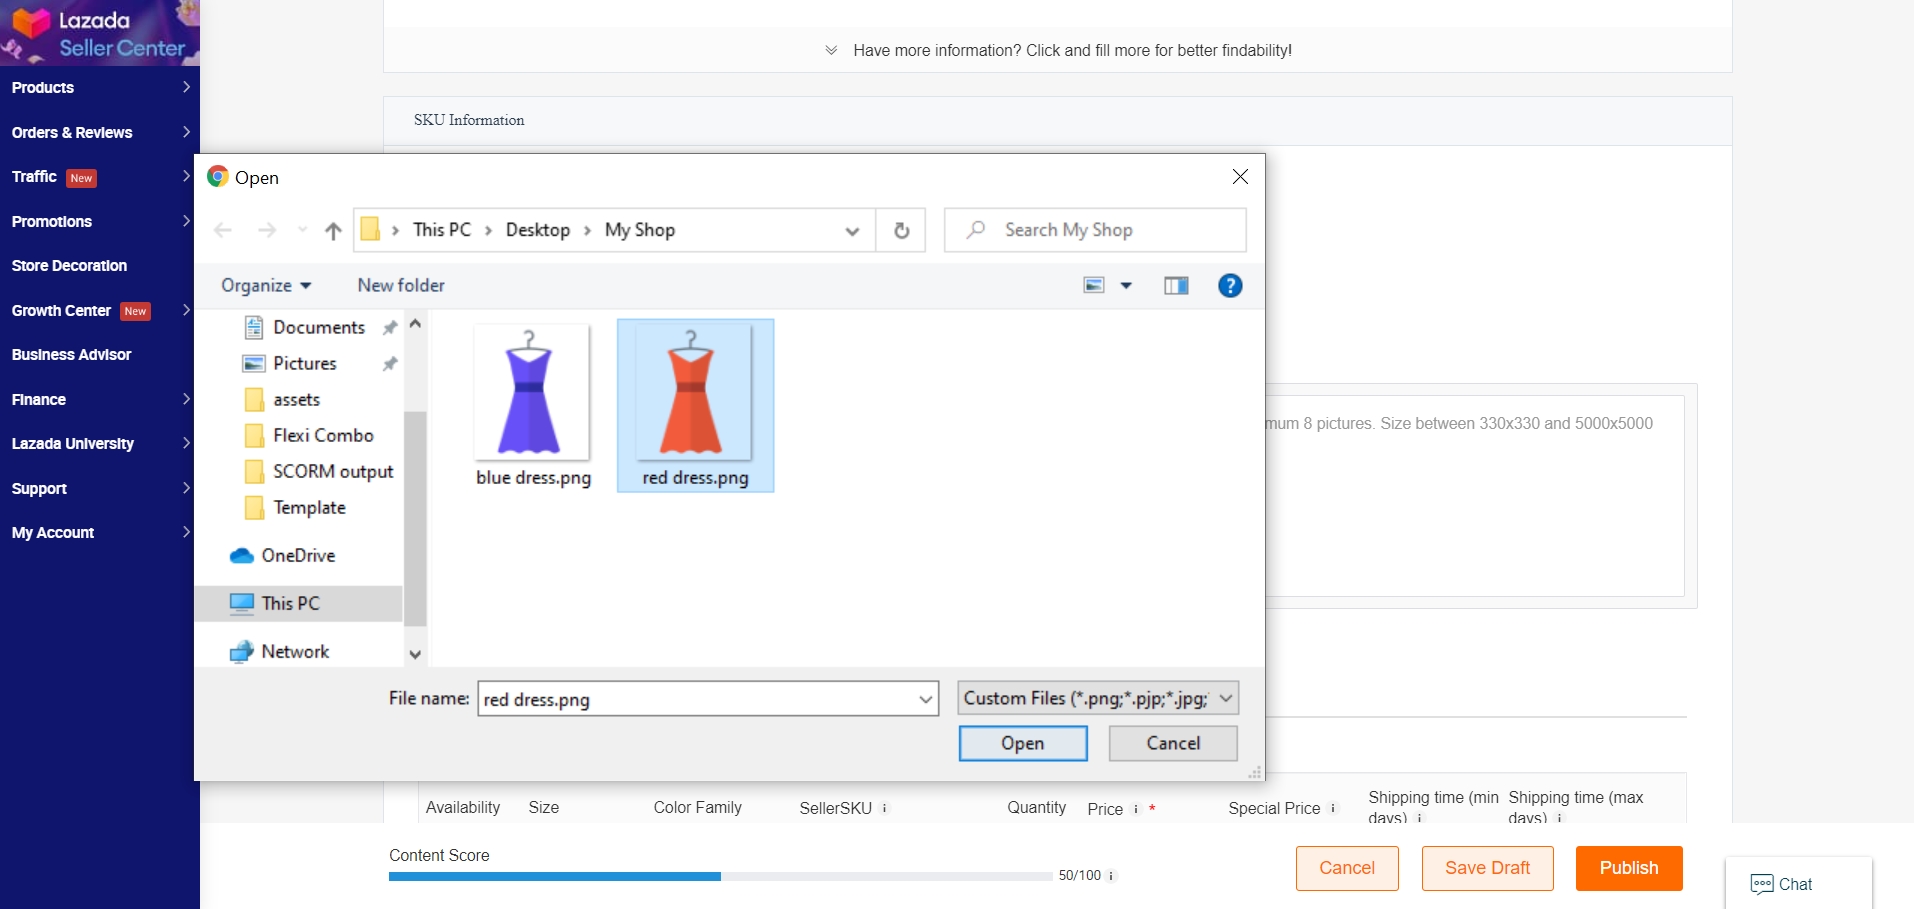 Lazada
Seller Center
Products
Orders & Reviews
Traffic New
Promotions
Store Decoration
Growth Center New
Business Advisor
Finance
Lazada University
Support
My Account
Have more information? Click and fill more for better findability!
SKU Information
Open
This PC > Desktop > My Shop
Search My Shop
Organize
New folder
Documents
Pictures
assets
Flexi Combo
SCORM output
Template
OneDrive
This PC
Network
blue dress.png
red dress.png
File name: red dress.png
Custom Files (*.png;*.pjp;*.jpg;
Open
Cancel
mum 8 pictures. Size between 330x330 and 5000x5000
Availability
Size
Color Family
SellerSKU i
Quantity
Price i *
Special Price i
Shipping time (min
days) i
Shipping time (max
days) i
Content Score
50/100 i
Cancel
Save Draft
Publish
Chat